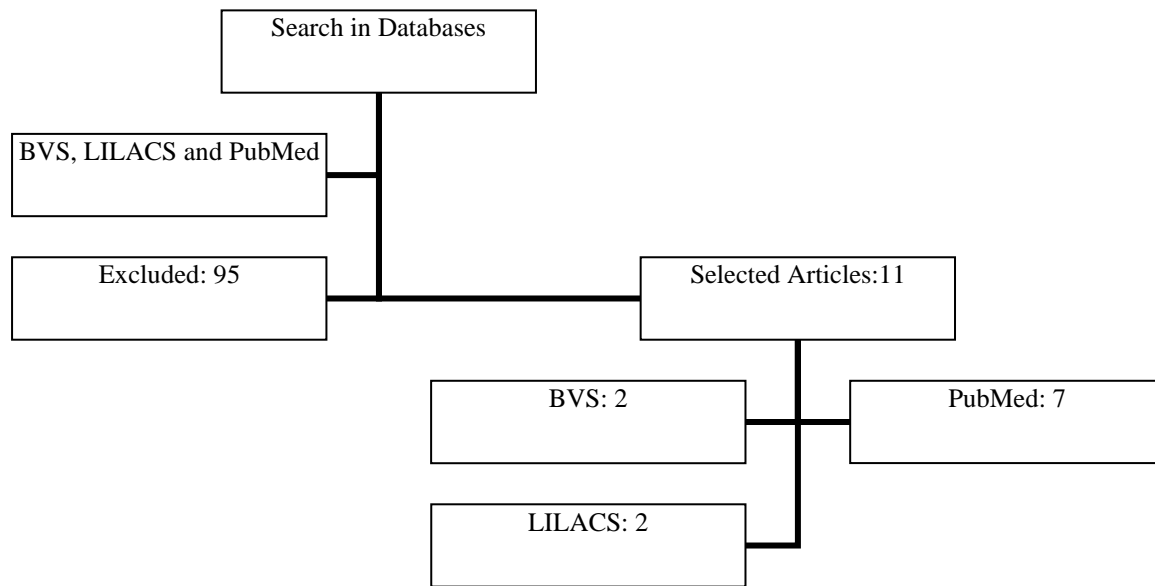 Search in Databases
BVS, LILACS and PubMed
Excluded: 95
Selected Articles:11
BVS: 2
PubMed: 7
LILACS: 2